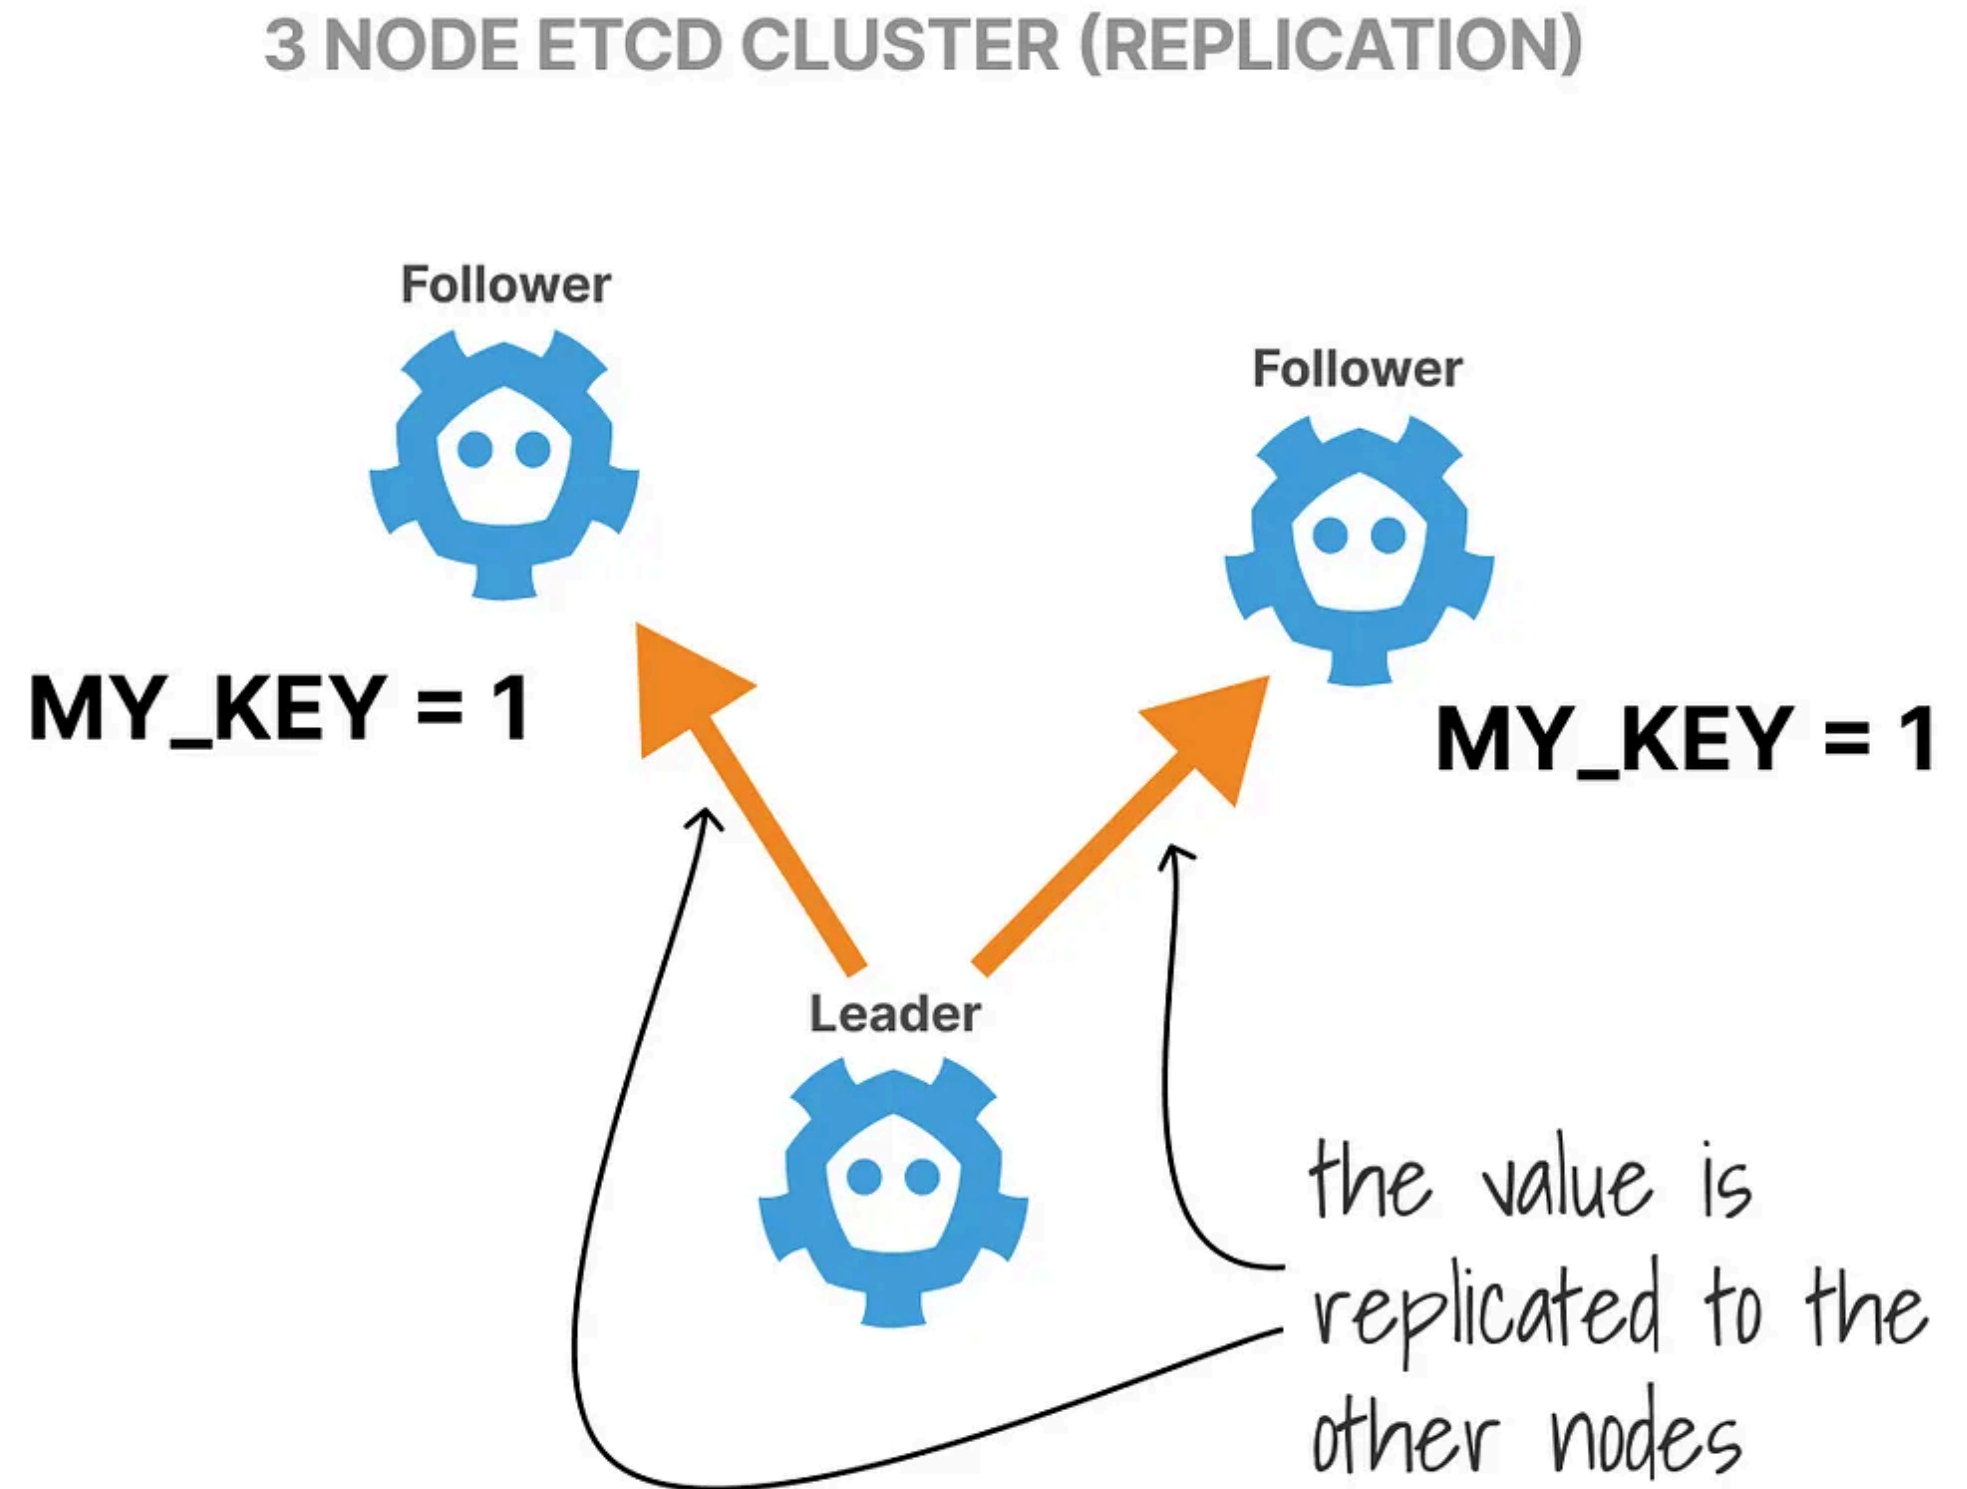 3 NODE ETCD CLUSTER (REPLICATION)
Follower
Follower
MY_KEY = 1
MY_KEY = 1
Leader
the value is
replicated to the
other nodes